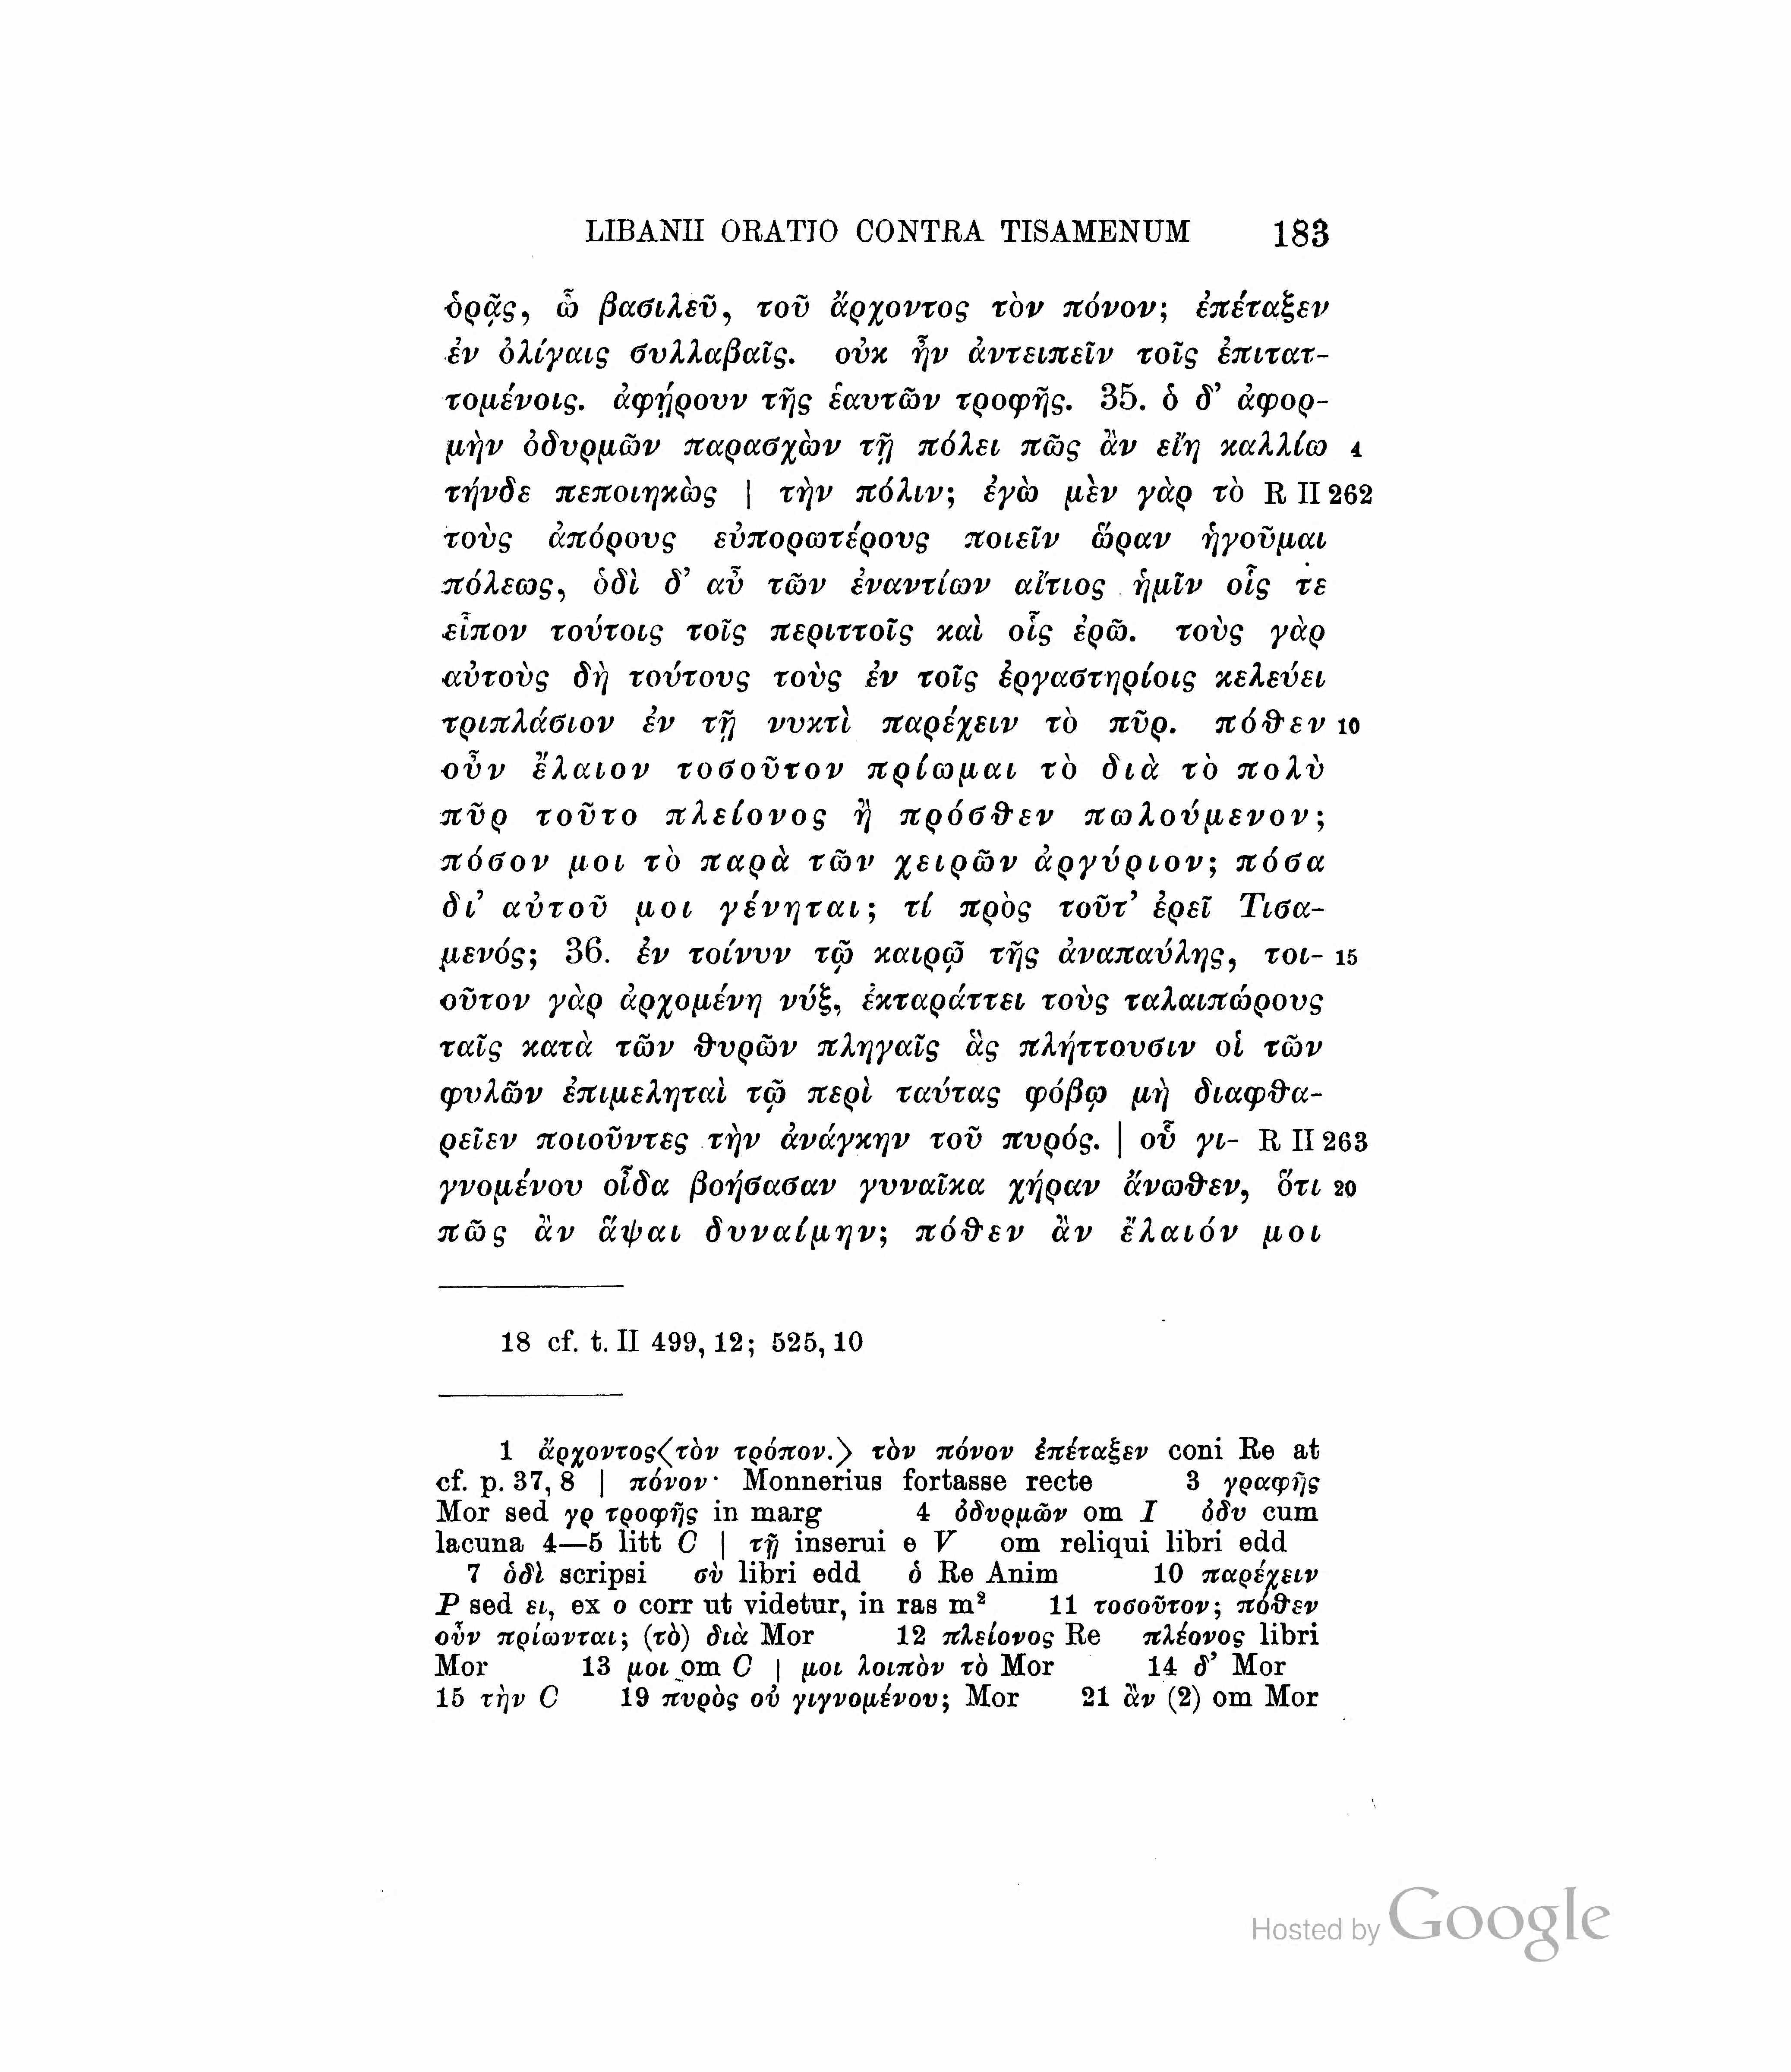 LIBANII ORATIO CONTRA TISAMENUM 183
ὁρᾷς, ὦ βασιλεῦ, τοῦ ἄρχοντος τὸν πόνον; ἐπέταξεν
ἐν ὀλίγαις συλλαβαῖς. οὐκ ἦν ἀντειπεῖν τοῖς ἐπιτατ-
τομένοις. ἀφῄρουν τῆς ἑαυτῶν τροφῆς. 35. ὁ δ’ ἀφορ-
μὴν ὀδυρμῶν παρασχὼν τῇ πόλει πῶς ἂν εἴη καλλίω 4
τήνδε πεποιηκὼς | τὴν πόλιν; ἐγὼ μὲν γὰρ τὸ R II 262
τοὺς ἀπόρους εὐπορωτέρους ποιεῖν ὥραν ἡγοῦμαι
πόλεως, ὁδὶ δ’ αὖ τῶν ἐναντίων αἴτιος ἡμῖν οἷς τε
εἶπον τούτοις τοῖς περιττοῖς καὶ οἷς ἐρῶ. τοὺς γὰρ
αὐτοὺς δὴ τούτους τοὺς ἐν τοῖς ἐργαστηρίοις κελεύει
τριπλάσιον ἐν τῇ νυκτὶ παρέχειν τὸ πῦρ. πόθεν 10
οὖν ἔλαιον τοσοῦτον πρίωμαι τὸ διὰ τὸ πολὺ
πῦρ τοῦτο πλείονος ἢ πρόσθεν πωλούμενον;
πόσον μοι τὸ παρὰ τῶν χειρῶν ἀργύριον; πόσα
δι’ αὐτοῦ μοι γένηται; τί πρὸς τοῦτ’ ἐρεῖ Τισα-
μενός; 36. ἐν τοίνυν τῷ καιρῷ τῆς ἀναπαύλης, τοι- 15
οῦτον γὰρ ἀρχομένη νύξ, ἐκταράττει τοὺς ταλαιπώρους
ταῖς κατὰ τῶν θυρῶν πληγαῖς ἃς πλήττουσιν οἱ τῶν
φυλῶν ἐπιμεληταὶ τῷ περὶ ταύτας φόβῳ μὴ διαφθα-
ρεῖεν ποιοῦντες τὴν ἀνάγκην τοῦ πυρός. | οὗ γι- R II 263
γνομένου οἶδα βοήσασαν γυναῖκα χήραν ἄνωθεν, ὅτι 20
πῶς ἂν ἅψαι δυναίμην; πόθεν ἂν ἔλαιόν μοι
18 cf. t. II 499, 12; 525, 10
1 ἄρχοντος⟨τὸν τρόπον.⟩ τὸν πόνον ἐπέταξεν coni Re at
cf. p. 37, 8 | πόνον· Monnerius fortasse recte 3 γραφῆς
Mor sed γρ τροφῆς in marg 4 ὀδυρμῶν om I ὀδυ cum
lacuna 4—5 litt C | τῇ inserui e V om reliqui libri edd
7 ὁδὶ scripsi σὺ libri edd ὁ Re Anim 10 παρέχειν
P sed ει, ex ο corr ut videtur, in ras m² 11 τοσοῦτον; πόθεν
οὖν πρίωνται; (τὸ) διὰ Mor 12 πλείονος Re πλέονος libri
Mor 13 μοι om C | μοι λοιπὸν τὸ Mor 14 δ’ Mor
15 τὴν C 19 πυρὸς οὐ γιγνομένου; Mor 21 ἂν (2) om Mor
Hosted by Google